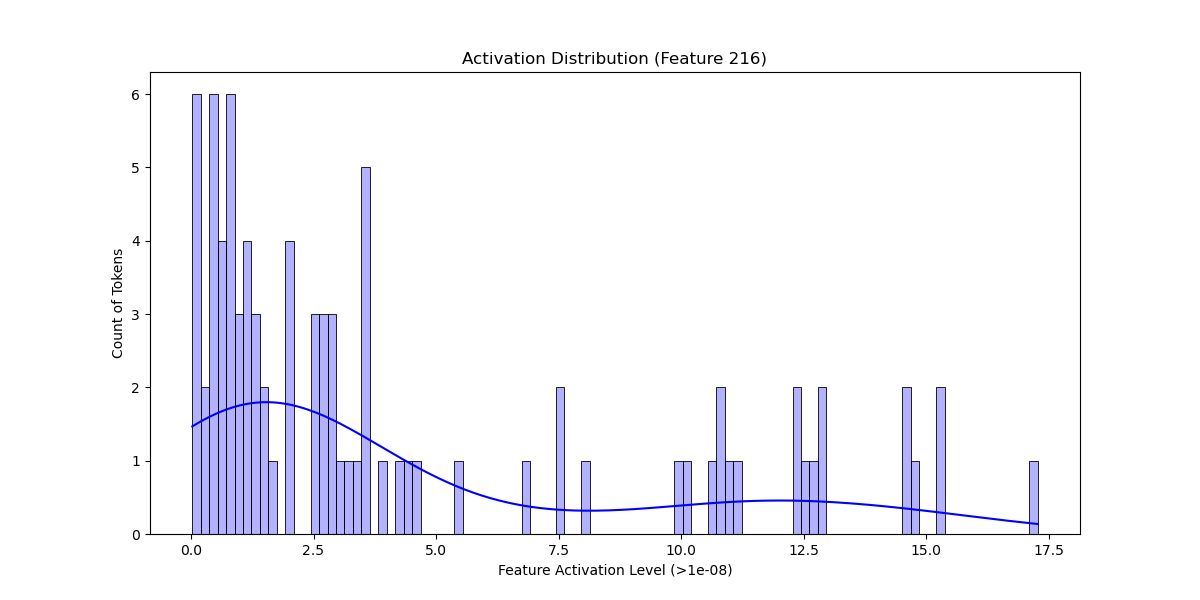 Activation Distribution (Feature 216)
6
5
4
3
2
1
0
Count of Tokens
0.0 2.5 5.0 7.5 10.0 12.5 15.0 17.5
Feature Activation Level (>1e-08)